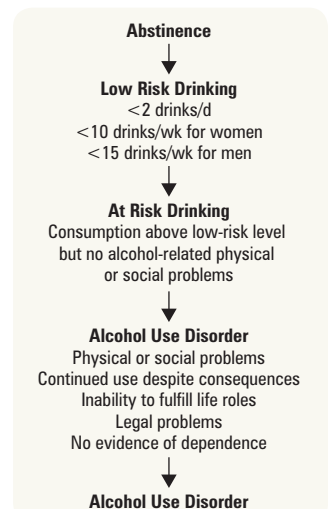 Abstinence
Low Risk Drinking
<2 drinks/d
<10 drinks/wk for women
<15 drinks/wk for men
At Risk Drinking
Consumption above low-risk level
but no alcohol-related physical
or social problems
Alcohol Use Disorder
Physical or social problems
Continued use despite consequences
Inability to fulfill life roles
Legal problems
No evidence of dependence
Alcohol Use Disorder